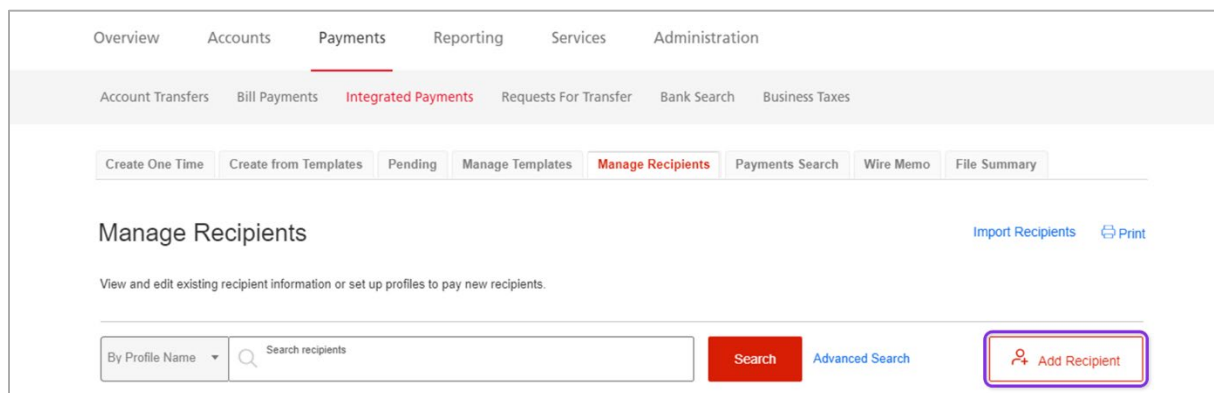 Overview Accounts Payments Reporting Services Administration
Account Transfers Bill Payments Integrated Payments Requests For Transfer Bank Search Business Taxes
Create One Time Create from Templates Pending Manage Templates Manage Recipients Payments Search Wire Memo File Summary
Manage Recipients Import Recipients Print
View and edit existing recipient information or set up profiles to pay new recipients.
By Profile Name Search recipients Search Advanced Search Add Recipient